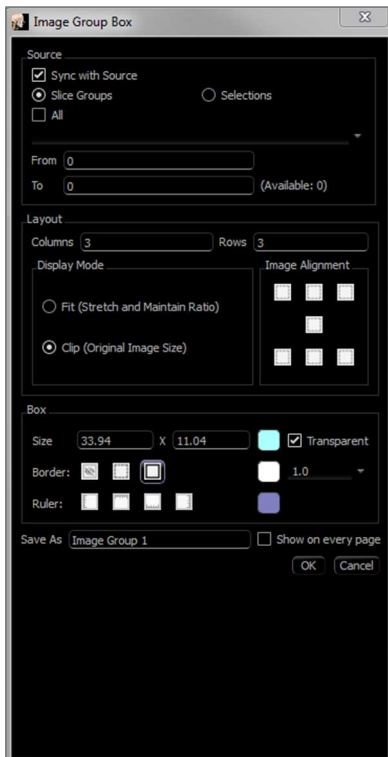 Image Group Box
Source
Sync with Source
Slice Groups Selections
All
From 0
To 0 (Available: 0)
Layout
Columns 3 Rows 3
Display Mode Image Alignment
Fit (Stretch and Maintain Ratio)
Clip (Original Image Size)
Box
Size 33.94 X 11.04 Transparent
Border: 1.0
Ruler:
Save As Image Group 1 Show on every page
OK Cancel